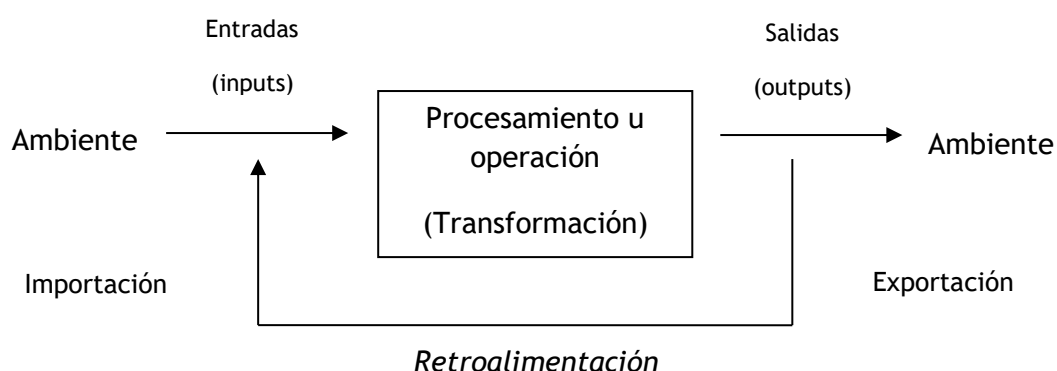 Entradas
(inputs)
Salidas
(outputs)
Ambiente
Procesamiento u
operación
(Transformación)
Ambiente
Importación
Exportación
Retroalimentación